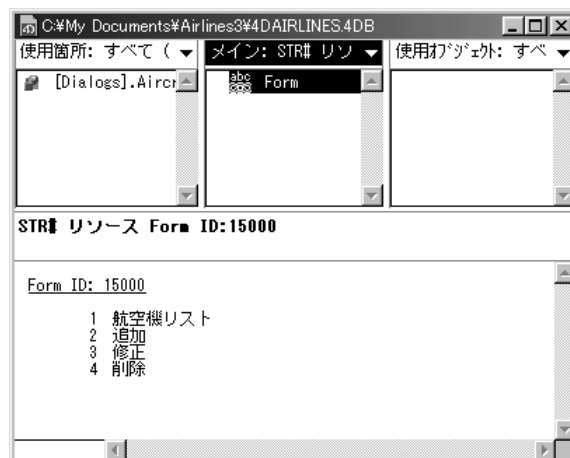 C:¥My Documents¥Airlines3¥4DAIRLINES.4DB
使用箇所: すべて (
メイン: STR# リソ
使用ｵﾌﾞｼﾞｪｸﾄ: すべ
[Dialogs].Aircr
Form
STR# リソース Form ID:15000
Form ID: 15000
1 航空機リスト
2 追加
3 修正
4 削除